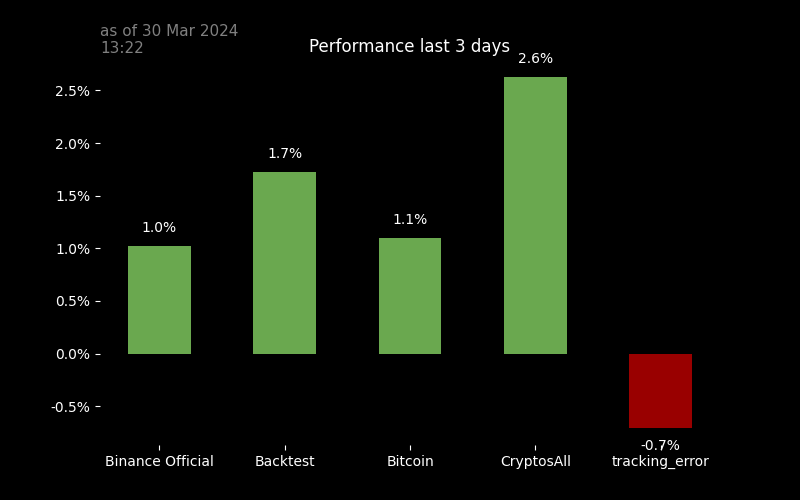 as of 30 Mar 2024
13:22
Performance last 3 days
2.6%
2.5%
2.0%
1.7%
1.5%
1.0%
1.1%
1.0%
0.5%
0.0%
-0.5%
-0.7%
Binance Official
Backtest
Bitcoin
CryptosAll
tracking_error